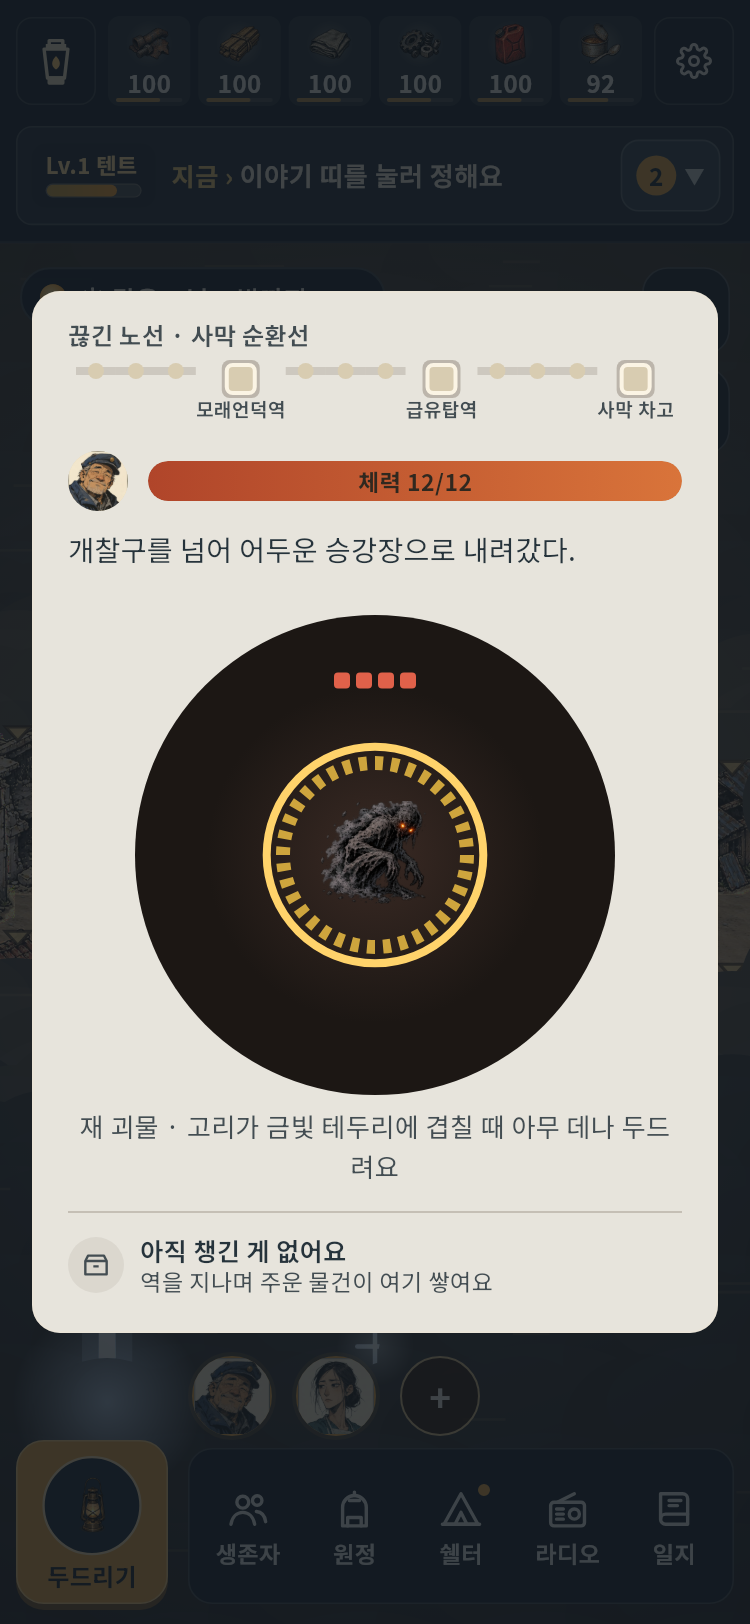 100
100
100
100
100
92
Lv.1 텐트
지금 › 이야기 띠를 눌러 정해요
2
끊긴 노선 · 사막 순환선
모래언덕역
급유탑역
사막 차고
체력 12/12
개찰구를 넘어 어두운 승강장으로 내려갔다.
재 괴물 · 고리가 금빛 테두리에 겹칠 때 아무 데나 두드
려요
아직 챙긴 게 없어요
역을 지나며 주운 물건이 여기 쌓여요
+
두드리기
생존자
원정
쉘터
라디오
일지